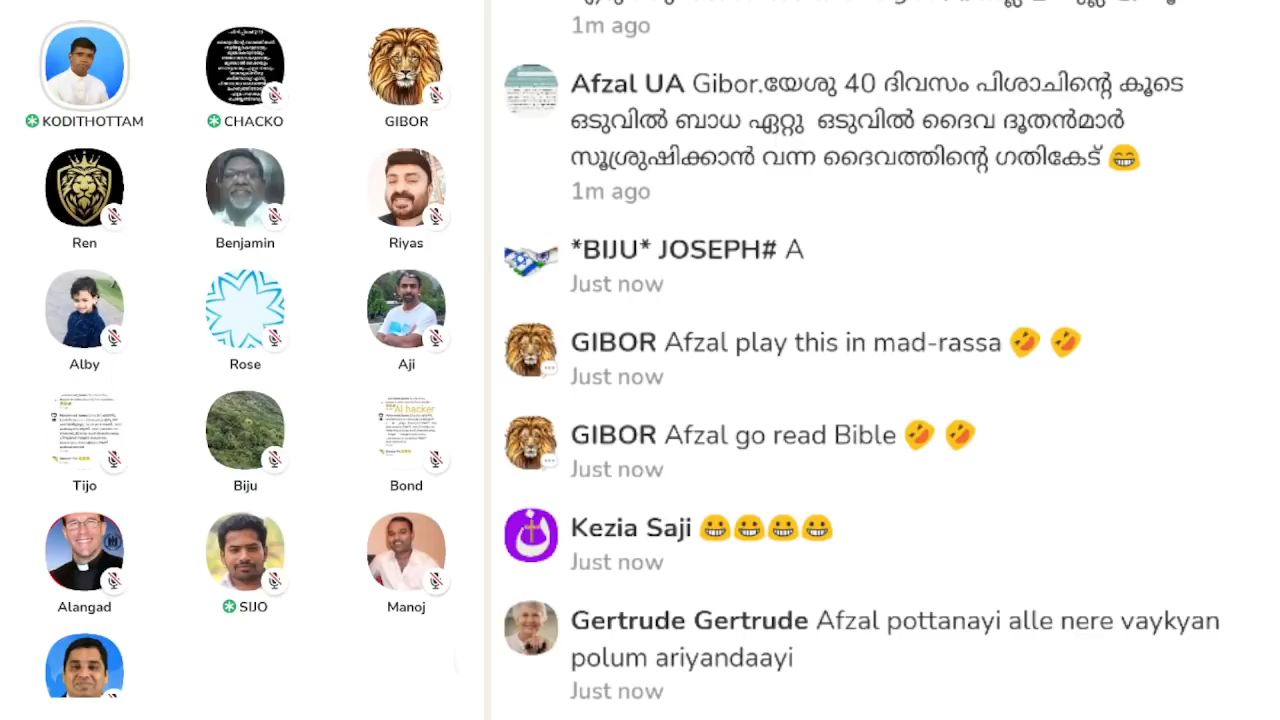 KODITHOTTAM
CHACKO
GIBOR
Ren
Benjamin
Riyas
Alby
Rose
Aji
AI hacker
Tijo
Biju
Bond
Alangad
SIJO
Manoj
1m ago
Afzal UA Gibor.യേശു 40 ദിവസം പിശാചിന്റെ കൂടെ
ഒടുവിൽ ബാധ ഏറ്റു ഒടുവിൽ ദൈവ ദൂതൻമാർ
സൂശ്രുഷിക്കാൻ വന്ന ദൈവത്തിന്റെ ഗതികേട് 😁
1m ago
*BIJU* JOSEPH# A
Just now
GIBOR Afzal play this in mad-rassa 🤣 🤣
Just now
GIBOR Afzal go read Bible 🤣 🤣
Just now
Kezia Saji 😀😀😀😀
Just now
Gertrude Gertrude Afzal pottanayi alle nere vaykyan
polum ariyandaayi
Just now